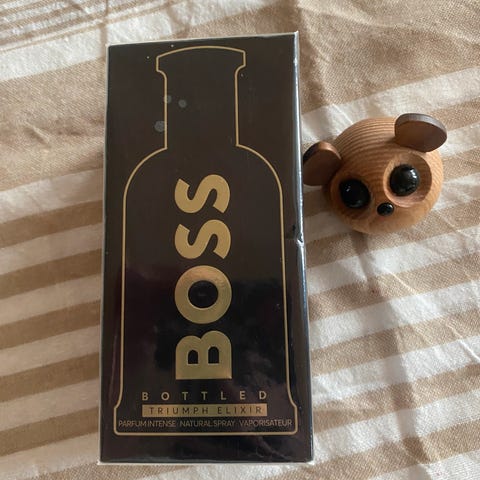 BOSS
BOTTLED
TRIUMPH ELIXIR
PARFUM INTENSE NATURAL SPRAY VAPORISATEUR